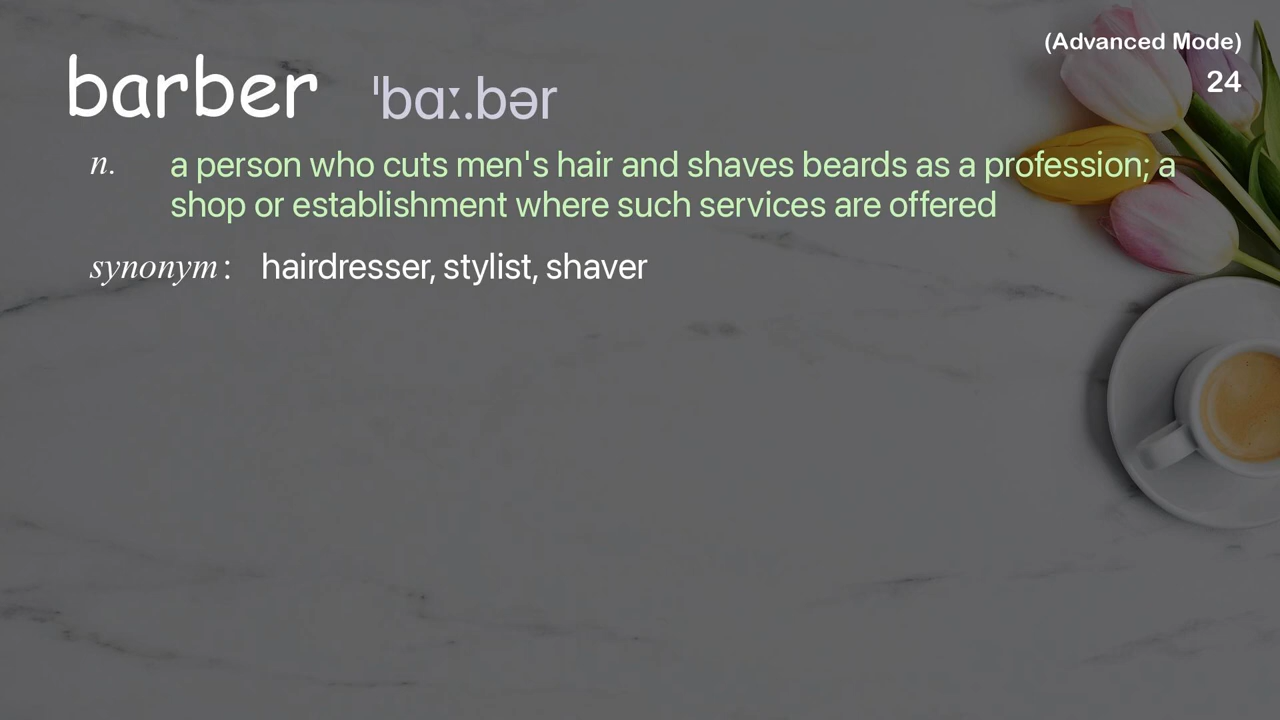 (Advanced Mode)
24
barber ˈbɑː.bər
n. a person who cuts men's hair and shaves beards as a profession; a
shop or establishment where such services are offered
synonym: hairdresser, stylist, shaver